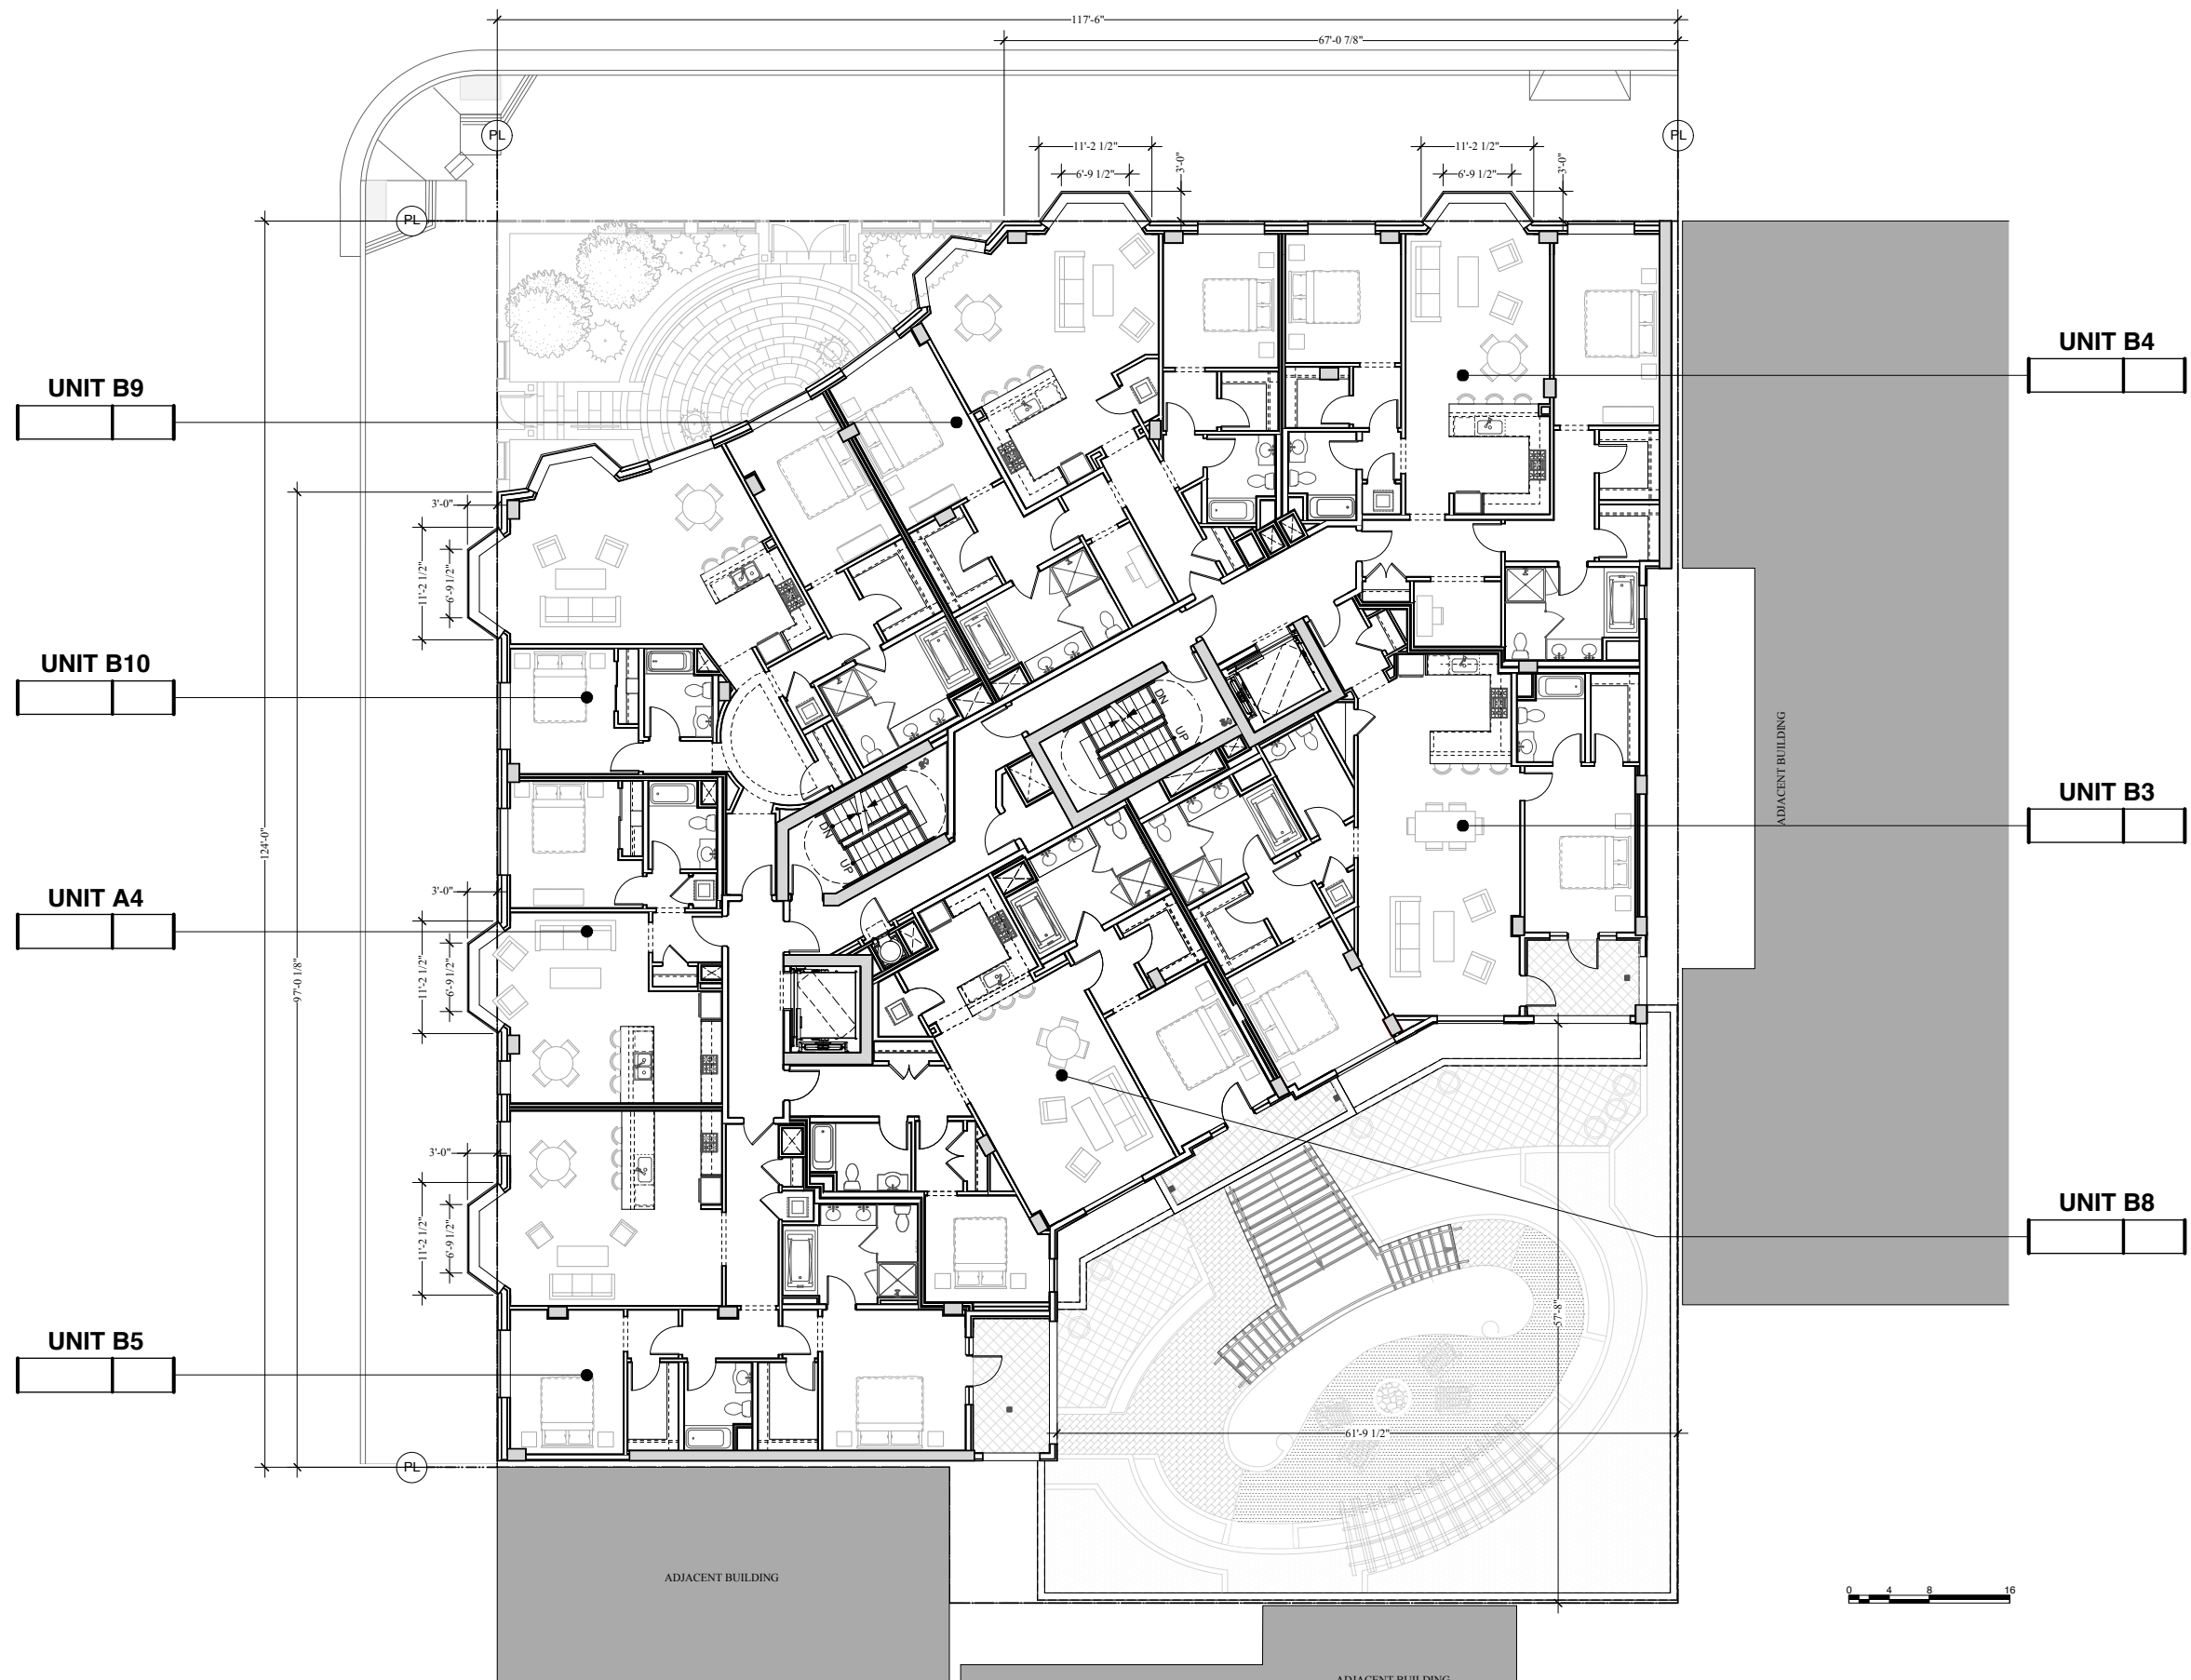 117'-6"
67'-0 7/8"
PL
PL
11'-2 1/2"
6'-9 1/2"
3'-0"
11'-2 1/2"
6'-9 1/2"
3'-0"
PL
UNIT B9
UNIT B4
3'-0"
11'-2 1/2"
6'-9 1/2"
UNIT B10
DN
UP
DN
UP
ADJACENT BUILDING
UNIT B3
124'-0"
97'-0 1/8"
UNIT A4
3'-0"
11'-2 1/2"
6'-9 1/2"
3'-0"
11'-2 1/2"
6'-9 1/2"
UNIT B8
57'-8"
UNIT B5
61'-9 1/2"
PL
ADJACENT BUILDING
0 4 8 16
ADJACENT BUILDING